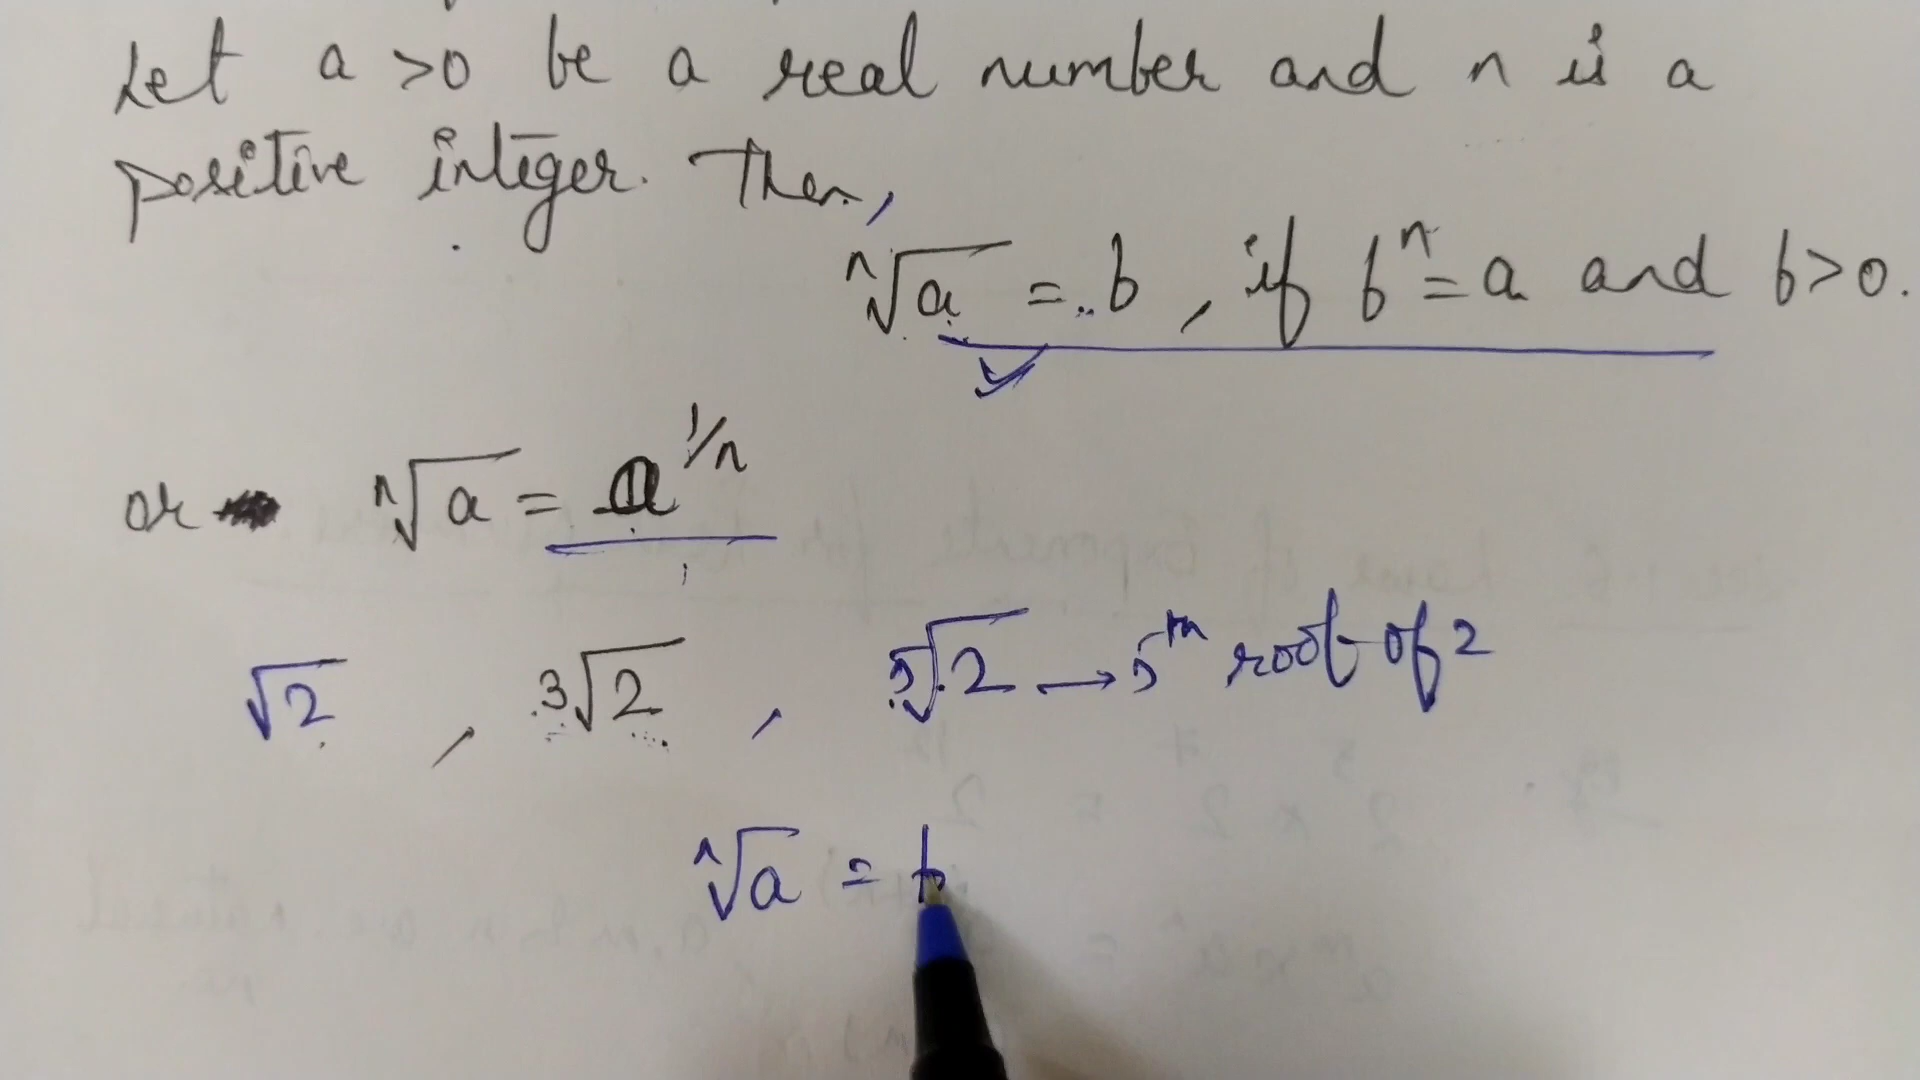 Let a > 0 be a real number and n is a
positive integer. Then,
ⁿ√a = b , if bⁿ = a and b > 0.
or ⁿ√a = a^1/n
√2 , ³√2 , ⁵√2 → 5th root of 2
ⁿ√a = b